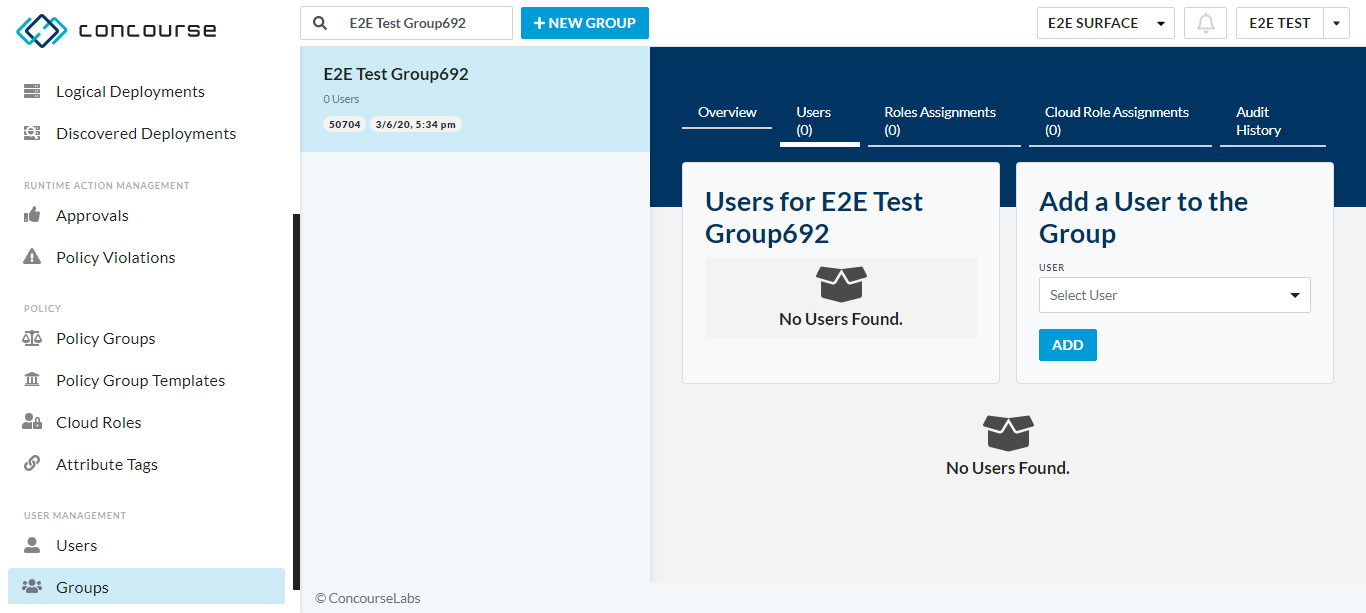 concourse
E2E Test Group692
+ NEW GROUP
E2E SURFACE
E2E TEST
Logical Deployments
Discovered Deployments
RUNTIME ACTION MANAGEMENT
Approvals
Policy Violations
POLICY
Policy Groups
Policy Group Templates
Cloud Roles
Attribute Tags
USER MANAGEMENT
Users
Groups
E2E Test Group692
0 Users
50704 3/6/20, 5:34 pm
Overview
Users
(0)
Roles Assignments
(0)
Cloud Role Assignments
(0)
Audit
History
Users for E2E Test
Group692
No Users Found.
Add a User to the
Group
USER
Select User
ADD
No Users Found.
© ConcourseLabs